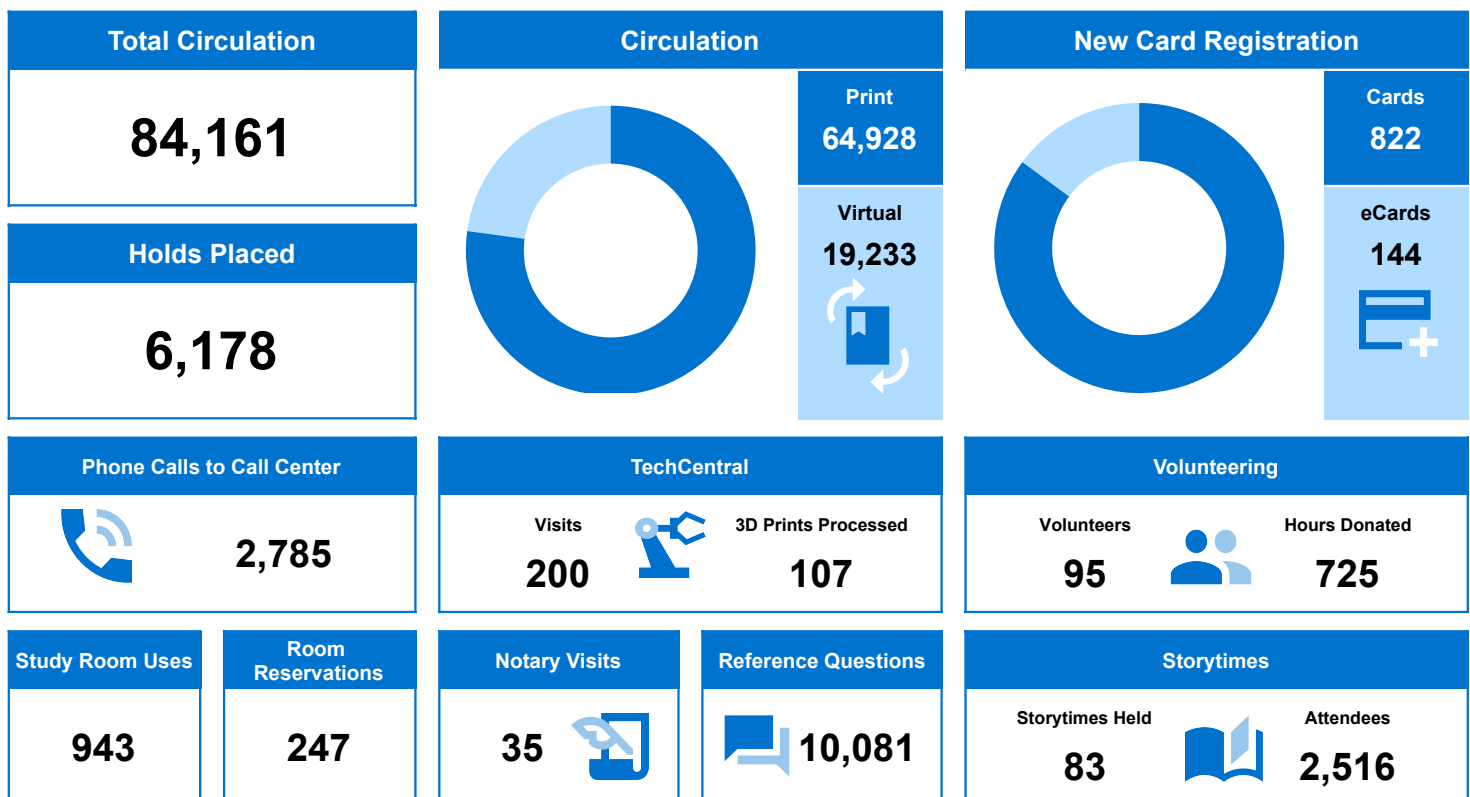 Total Circulation
84,161
Holds Placed
6,178
Circulation
Print
64,928
Virtual
19,233
New Card Registration
Cards
822
eCards
144
Phone Calls to Call Center
2,785
TechCentral
Visits
200
3D Prints Processed
107
Volunteering
Volunteers
95
Hours Donated
725
Study Room Uses
943
Room
Reservations
247
Notary Visits
35
Reference Questions
10,081
Storytimes
Storytimes Held
83
Attendees
2,516